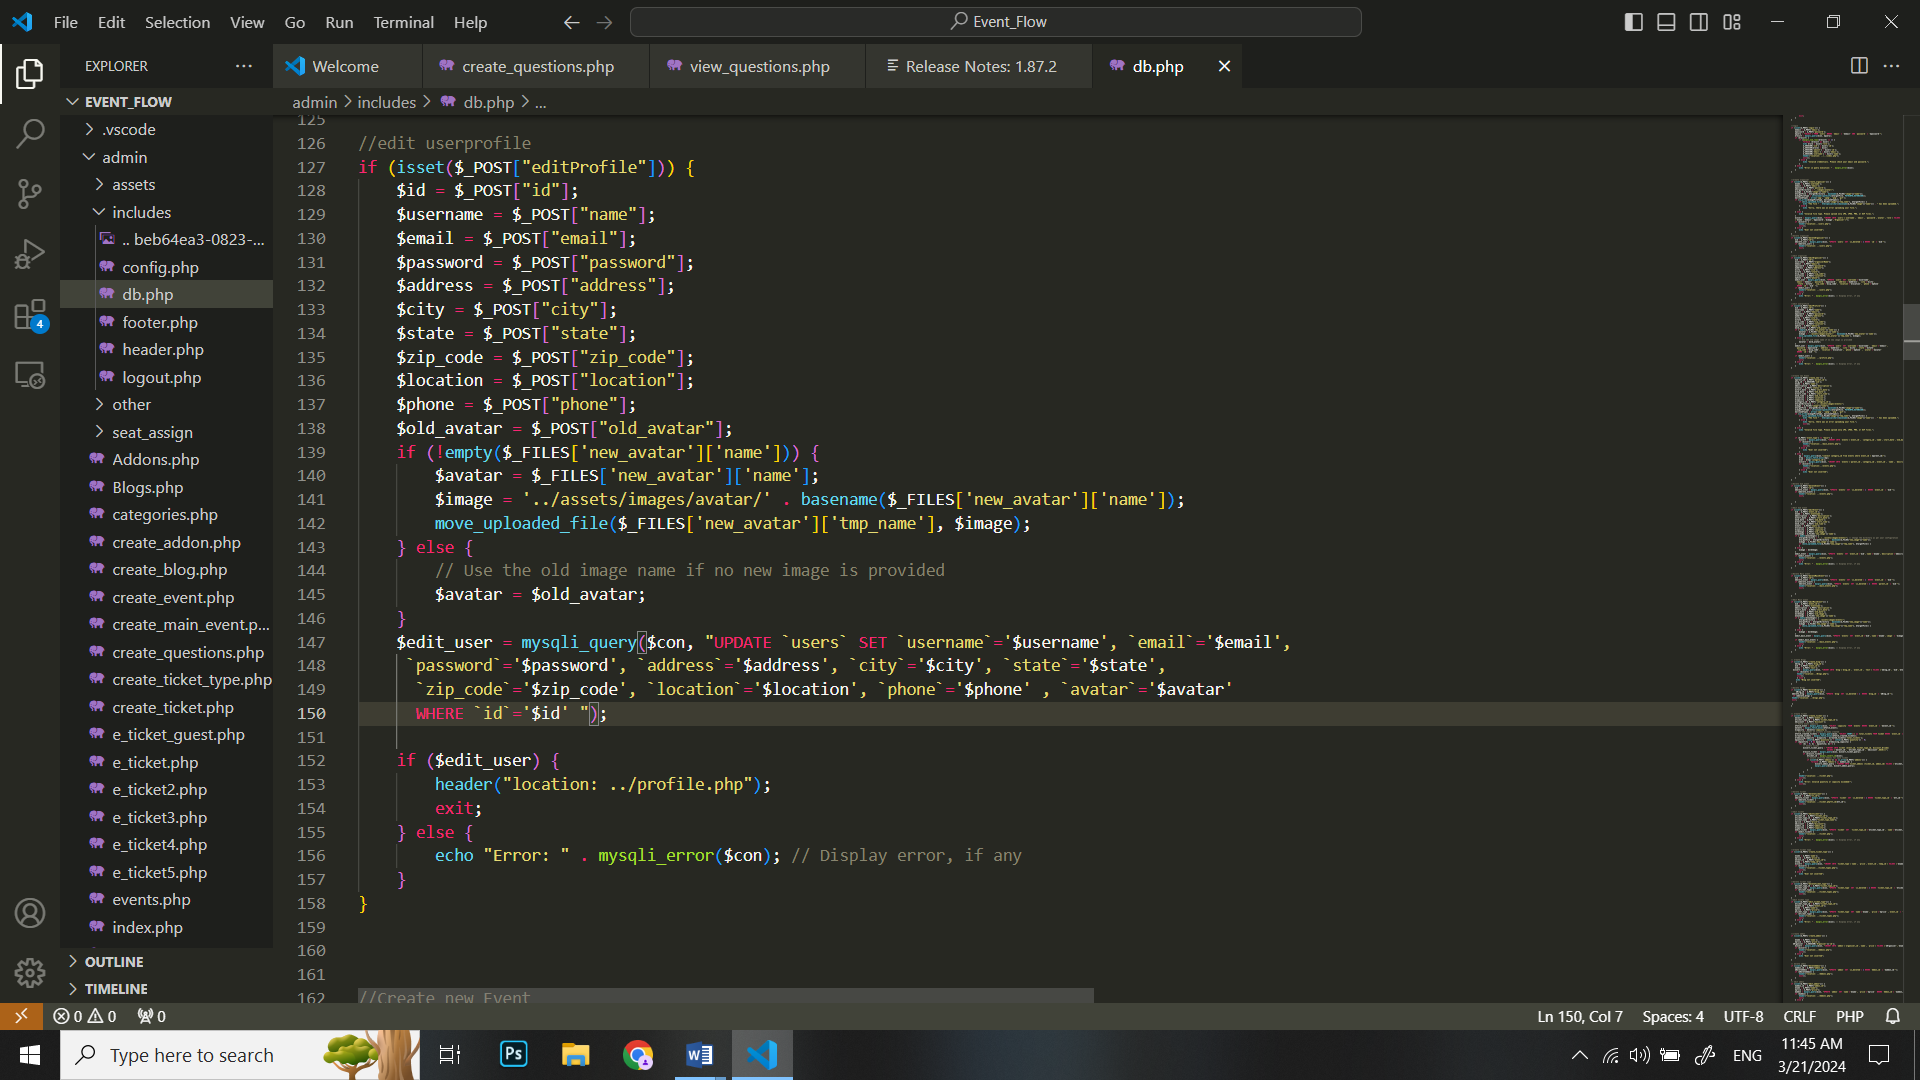 File Edit Selection View Go Run Terminal Help
Event_Flow
EXPLORER
Welcome
create_questions.php
view_questions.php
Release Notes: 1.87.2
db.php
EVENT_FLOW
admin > includes > db.php > ...
.vscode
admin
assets
includes
.. beb64ea3-0823-...
config.php
db.php
footer.php
header.php
logout.php
other
seat_assign
Addons.php
Blogs.php
categories.php
create_addon.php
create_blog.php
create_event.php
create_main_event.p...
create_questions.php
create_ticket_type.php
create_ticket.php
e_ticket_guest.php
e_ticket.php
e_ticket2.php
e_ticket3.php
e_ticket4.php
e_ticket5.php
events.php
index.php
OUTLINE
TIMELINE
4
125
126 //edit userprofile
127 if (isset($_POST["editProfile"])) {
128 $id = $_POST["id"];
129 $username = $_POST["name"];
130 $email = $_POST["email"];
131 $password = $_POST["password"];
132 $address = $_POST["address"];
133 $city = $_POST["city"];
134 $state = $_POST["state"];
135 $zip_code = $_POST["zip_code"];
136 $location = $_POST["location"];
137 $phone = $_POST["phone"];
138 $old_avatar = $_POST["old_avatar"];
139 if (!empty($_FILES['new_avatar']['name'])) {
140 $avatar = $_FILES['new_avatar']['name'];
141 $image = '../assets/images/avatar/' . basename($_FILES['new_avatar']['name']);
142 move_uploaded_file($_FILES['new_avatar']['tmp_name'], $image);
143 } else {
144 // Use the old image name if no new image is provided
145 $avatar = $old_avatar;
146 }
147 $edit_user = mysqli_query($con, "UPDATE `users` SET `username`='$username', `email`='$email',
148 `password`='$password', `address`='$address', `city`='$city', `state`='$state',
149 `zip_code`='$zip_code', `location`='$location', `phone`='$phone' , `avatar`='$avatar'
150 WHERE `id`='$id' ");
151
152 if ($edit_user) {
153 header("location: ../profile.php");
154 exit;
155 } else {
156 echo "Error: " . mysqli_error($con); // Display error, if any
157 }
158 }
159
160
161
162 //Create new Event
0 0 0
Ln 150, Col 7 Spaces: 4 UTF-8 CRLF PHP
Type here to search
Ps
ENG
11:45 AM
3/21/2024